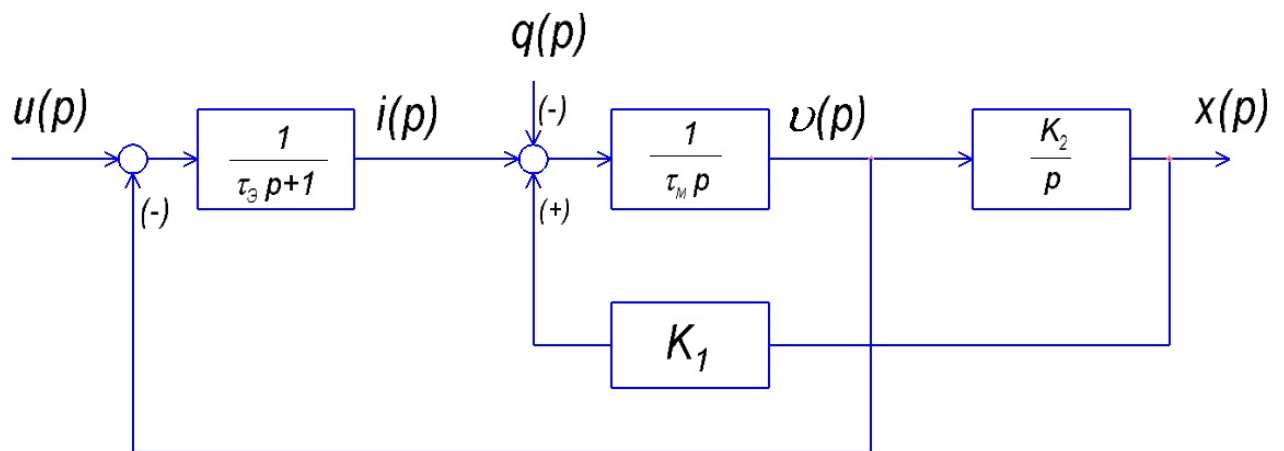 q(p)
u(p)
i(p)
υ(p)
x(p)
(-)
1
τэ p+1
1
τм p
K2
p
(-)
(+)
K1